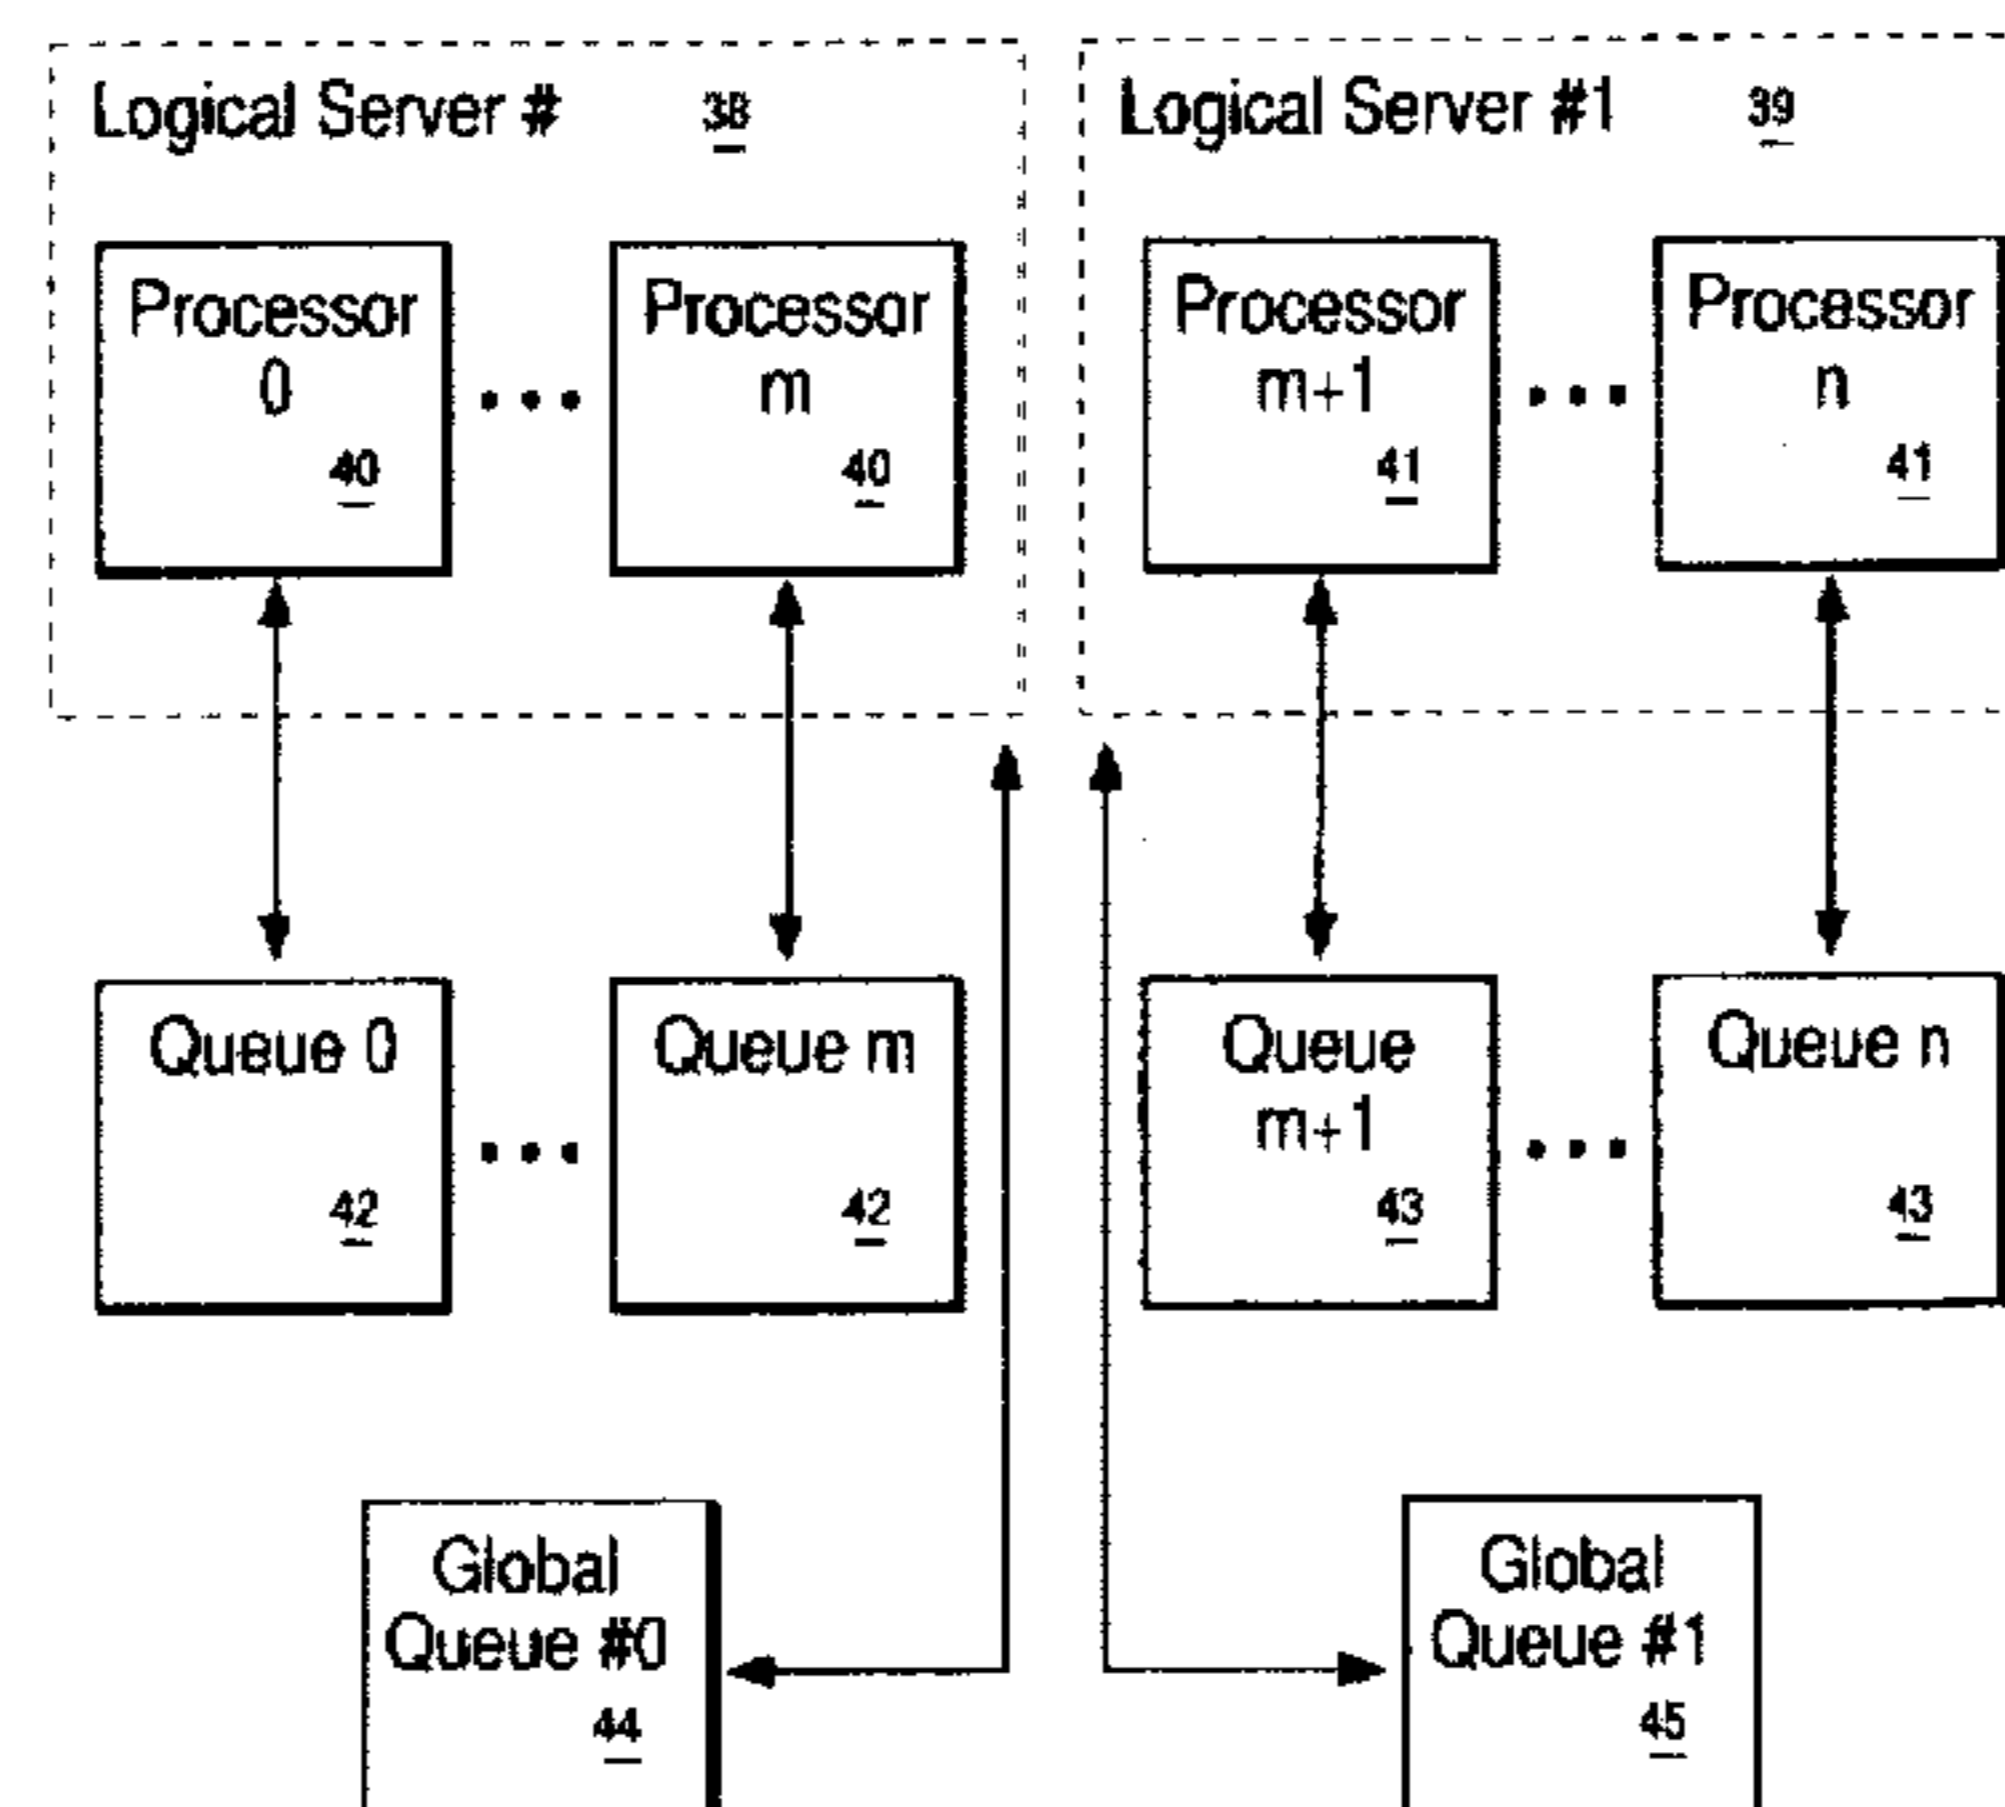 Logical Server # 38
Logical Server #1 39
Processor
0
40
Processor
m
40
Processor
m+1
41
Processor
n
41
Queue 0
42
Queue m
42
Queue
m+1
43
Queue n
43
Global
Queue #0
44
Global
Queue #1
45